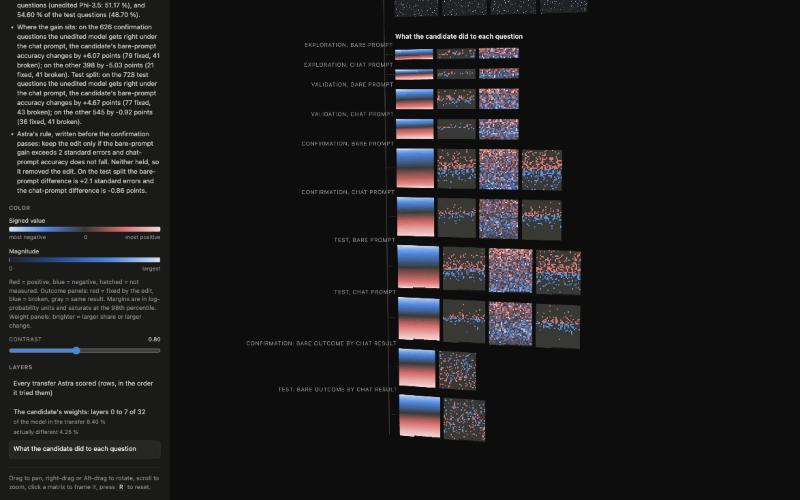 questions (unedited Phi-3.5: 51.17 %), and
54.60 % of the test questions (48.70 %).
• Where the gain sits: on the 626 confirmation
questions the unedited model gets right under
the chat prompt, the candidate's bare-prompt
accuracy changes by +6.07 points (79 fixed, 41
broken); on the other 398 by -5.03 points (21
fixed, 41 broken). Test split: on the 728 test
questions the unedited model gets right under
the chat prompt, the candidate's bare-prompt
accuracy changes by +4.67 points (77 fixed,
43 broken); on the other 545 by -0.92 points
(36 fixed, 41 broken).
• Astra's rule, written before the confirmation
passes: keep the edit only if the bare-prompt
gain exceeds 2 standard errors and chat-
prompt accuracy does not fall. Neither held, so
it removed the edit. On the test split the bare-
prompt difference is +2.1 standard errors and
the chat-prompt difference is -0.86 points.
COLOR
Signed value
most negative 0 most positive
Magnitude
0 largest
Red = positive, blue = negative, hatched = not
measured. Outcome panels: red = fixed by the edit,
blue = broken, gray = same result. Margins are in log-
probability units and saturate at the 98th percentile.
Weight panels: brighter = larger share or larger
change.
CONTRAST 0.80
LAYERS
Every transfer Astra scored (rows, in the order
it tried them)
The candidate's weights: layers 0 to 7 of 32
of the model in the transfer 8.40 %
actually different 4.25 %
What the candidate did to each question
Drag to pan, right-drag or Alt-drag to rotate, scroll to
zoom, click a matrix to frame it, press R to reset.
What the candidate did to each question
EXPLORATION, BARE PROMPT
EXPLORATION, CHAT PROMPT
VALIDATION, BARE PROMPT
VALIDATION, CHAT PROMPT
CONFIRMATION, BARE PROMPT
CONFIRMATION, CHAT PROMPT
TEST, BARE PROMPT
TEST, CHAT PROMPT
CONFIRMATION: BARE OUTCOME BY CHAT RESULT
TEST: BARE OUTCOME BY CHAT RESULT